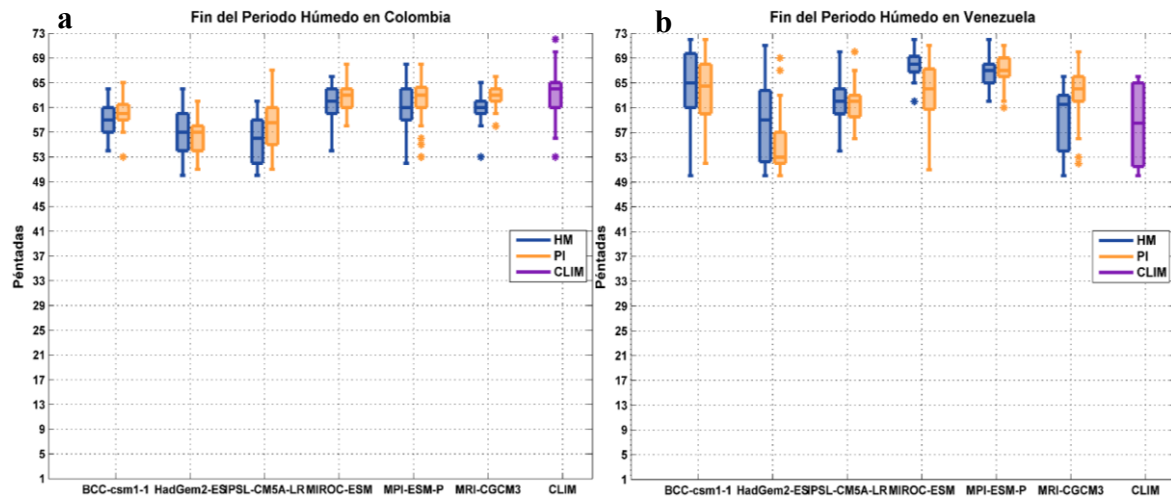 a
Fin del Periodo Húmedo en Colombia
Péntadas
73
69
65
61
57
53
49
45
41
37
33
29
25
21
17
13
9
5
1
HM
PI
CLIM
BCC-csm1-1 HadGem2-ES IPSL-CM5A-LR MIROC-ESM MPI-ESM-P MRI-CGCM3 CLIM
b
Fin del Periodo Húmedo en Venezuela
Péntadas
73
69
65
61
57
53
49
45
41
37
33
29
25
21
17
13
9
5
1
HM
PI
CLIM
BCC-csm1-1 HadGem2-ES IPSL-CM5A-LR MIROC-ESM MPI-ESM-P MRI-CGCM3 CLIM